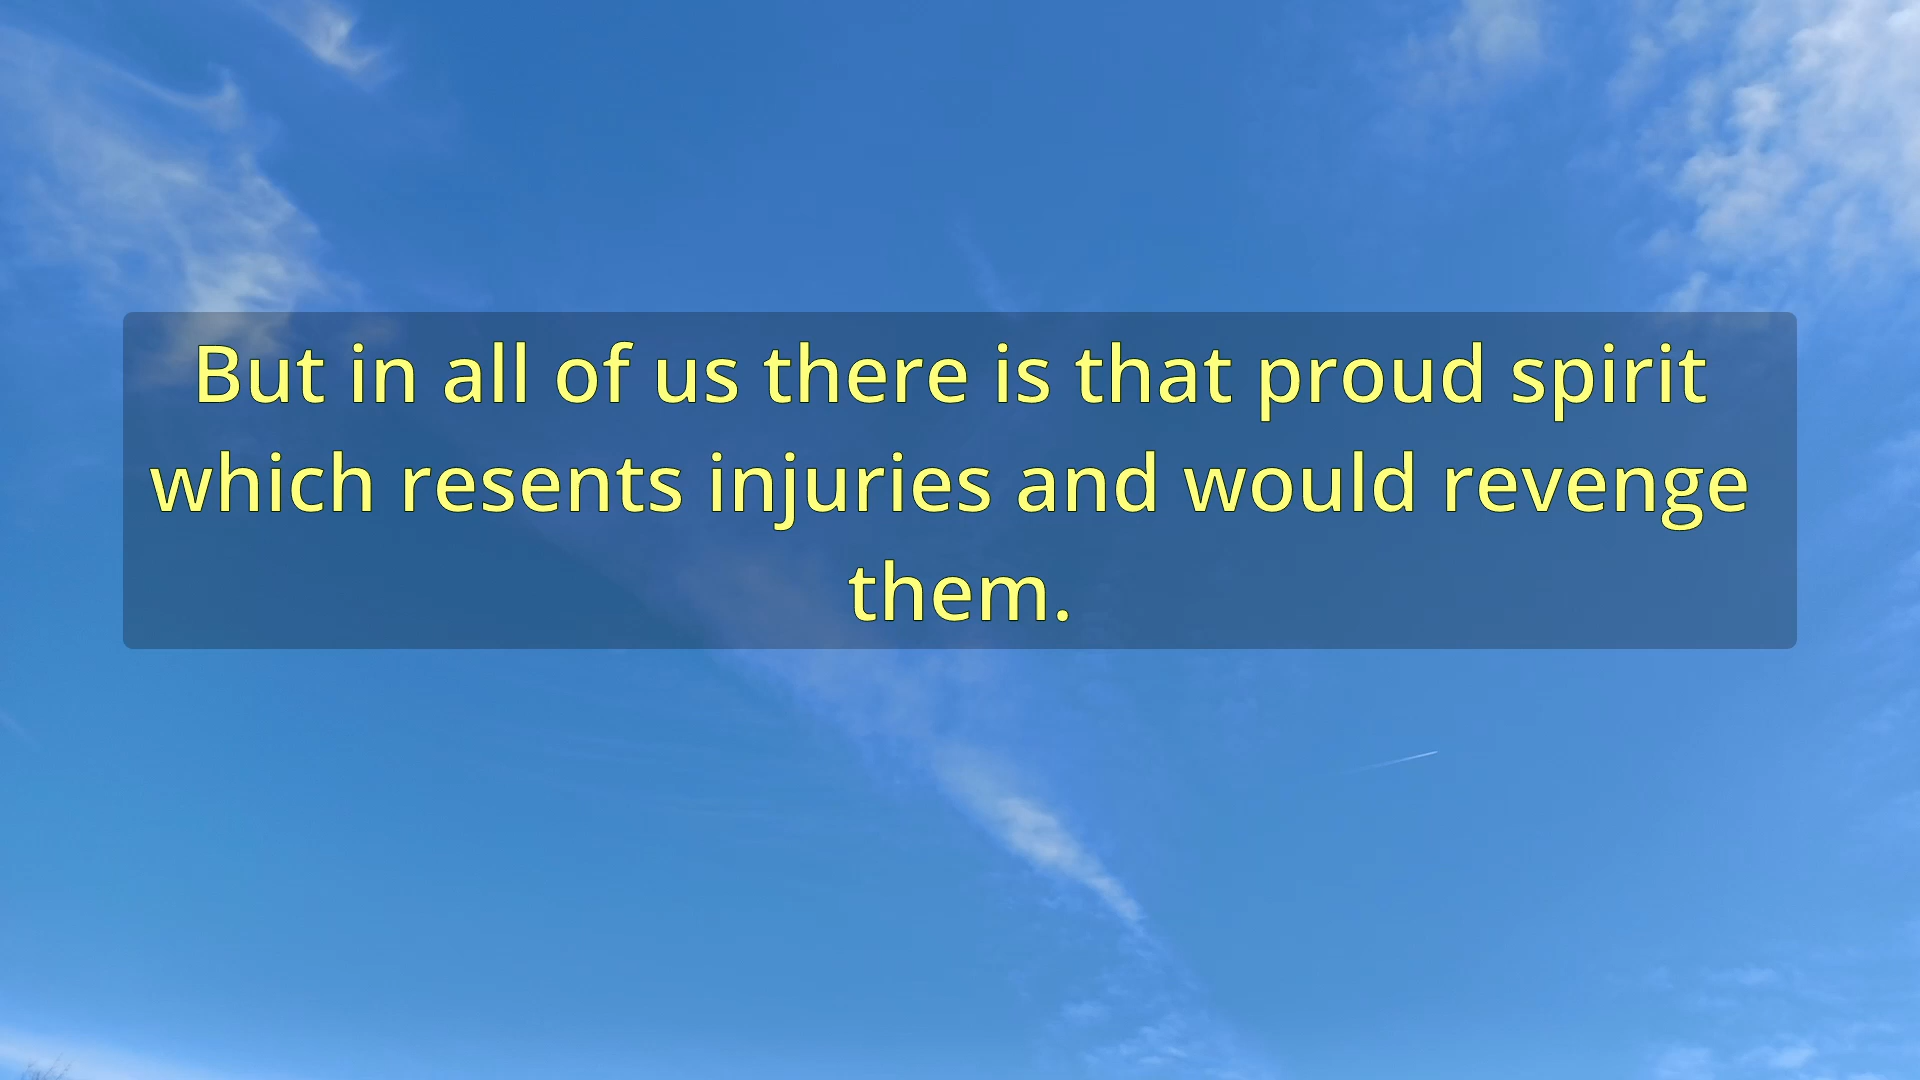 But in all of us there is that proud spirit
which resents injuries and would revenge
them.